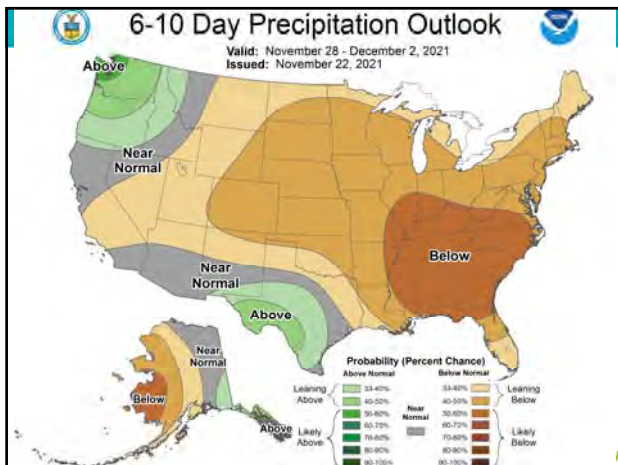 6-10 Day Precipitation Outlook
Valid: November 28 - December 2, 2021
Issued: November 22, 2021
Above
Near
Normal
Below
Near
Normal
Above
Near
Normal
Below
Above
Probability (Percent Chance)
Above Normal
Below Normal
Leaning
Above
33-40%
40-50%
Likely
Above
50-60%
60-70%
70-80%
80-90%
90-100%
Near
Normal
33-40%
40-50%
Leaning
Below
50-60%
60-70%
70-80%
80-90%
90-100%
Likely
Below